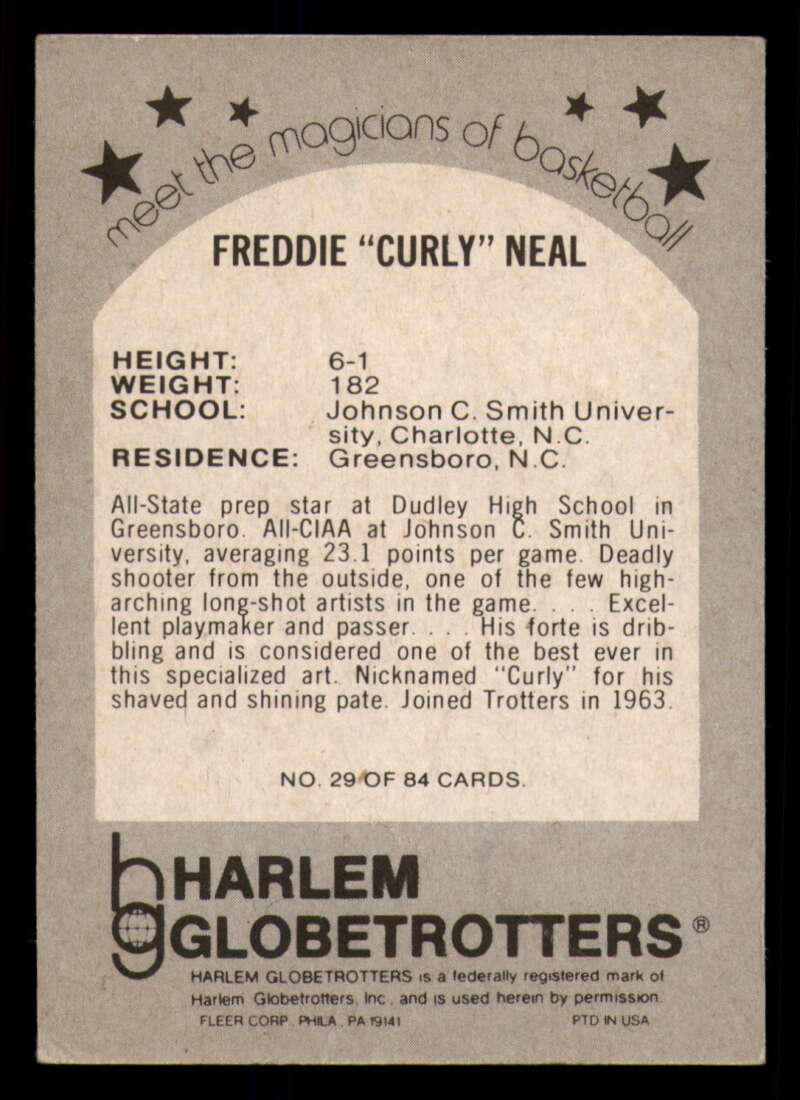 meet the magicians of basketball
FREDDIE "CURLY" NEAL
HEIGHT: 6-1
WEIGHT: 182
SCHOOL: Johnson C. Smith Univer-
sity, Charlotte, N.C.
RESIDENCE: Greensboro, N.C.
All-State prep star at Dudley High School in
Greensboro. All-CIAA at Johnson C. Smith Uni-
versity, averaging 23.1 points per game. Deadly
shooter from the outside, one of the few high-
arching long-shot artists in the game. . . . Excel-
lent playmaker and passer. . . . His forte is drib-
bling and is considered one of the best ever in
this specialized art. Nicknamed "Curly" for his
shaved and shining pate. Joined Trotters in 1963.
NO. 29 OF 84 CARDS.
hg HARLEM
GLOBETROTTERS®
HARLEM GLOBETROTTERS is a federally registered mark of
Harlem Globetrotters, Inc., and is used herein by permission.
FLEER CORP. PHILA., PA 19141 PTD IN USA